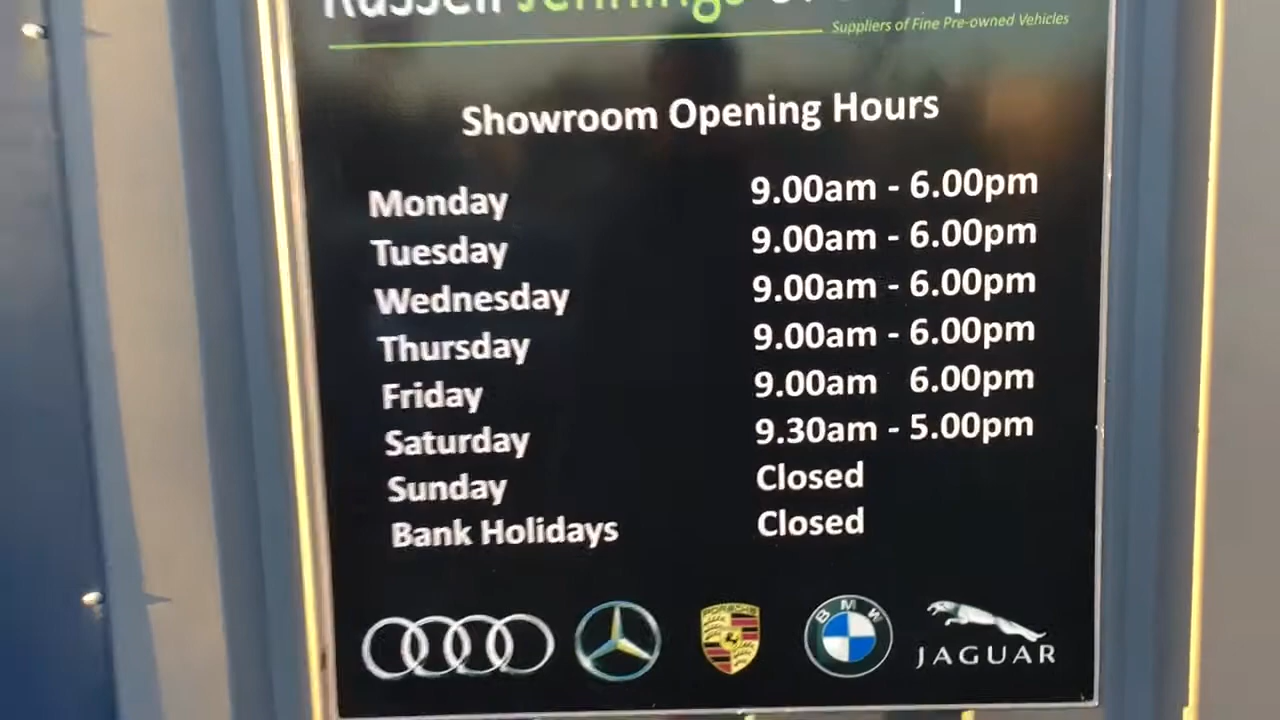 Russell Jennings
Suppliers of Fine Pre-owned Vehicles
Showroom Opening Hours
Monday 9.00am - 6.00pm
Tuesday 9.00am - 6.00pm
Wednesday 9.00am - 6.00pm
Thursday 9.00am - 6.00pm
Friday 9.00am 6.00pm
Saturday 9.30am - 5.00pm
Sunday Closed
Bank Holidays Closed
PORSCHE
BMW
JAGUAR